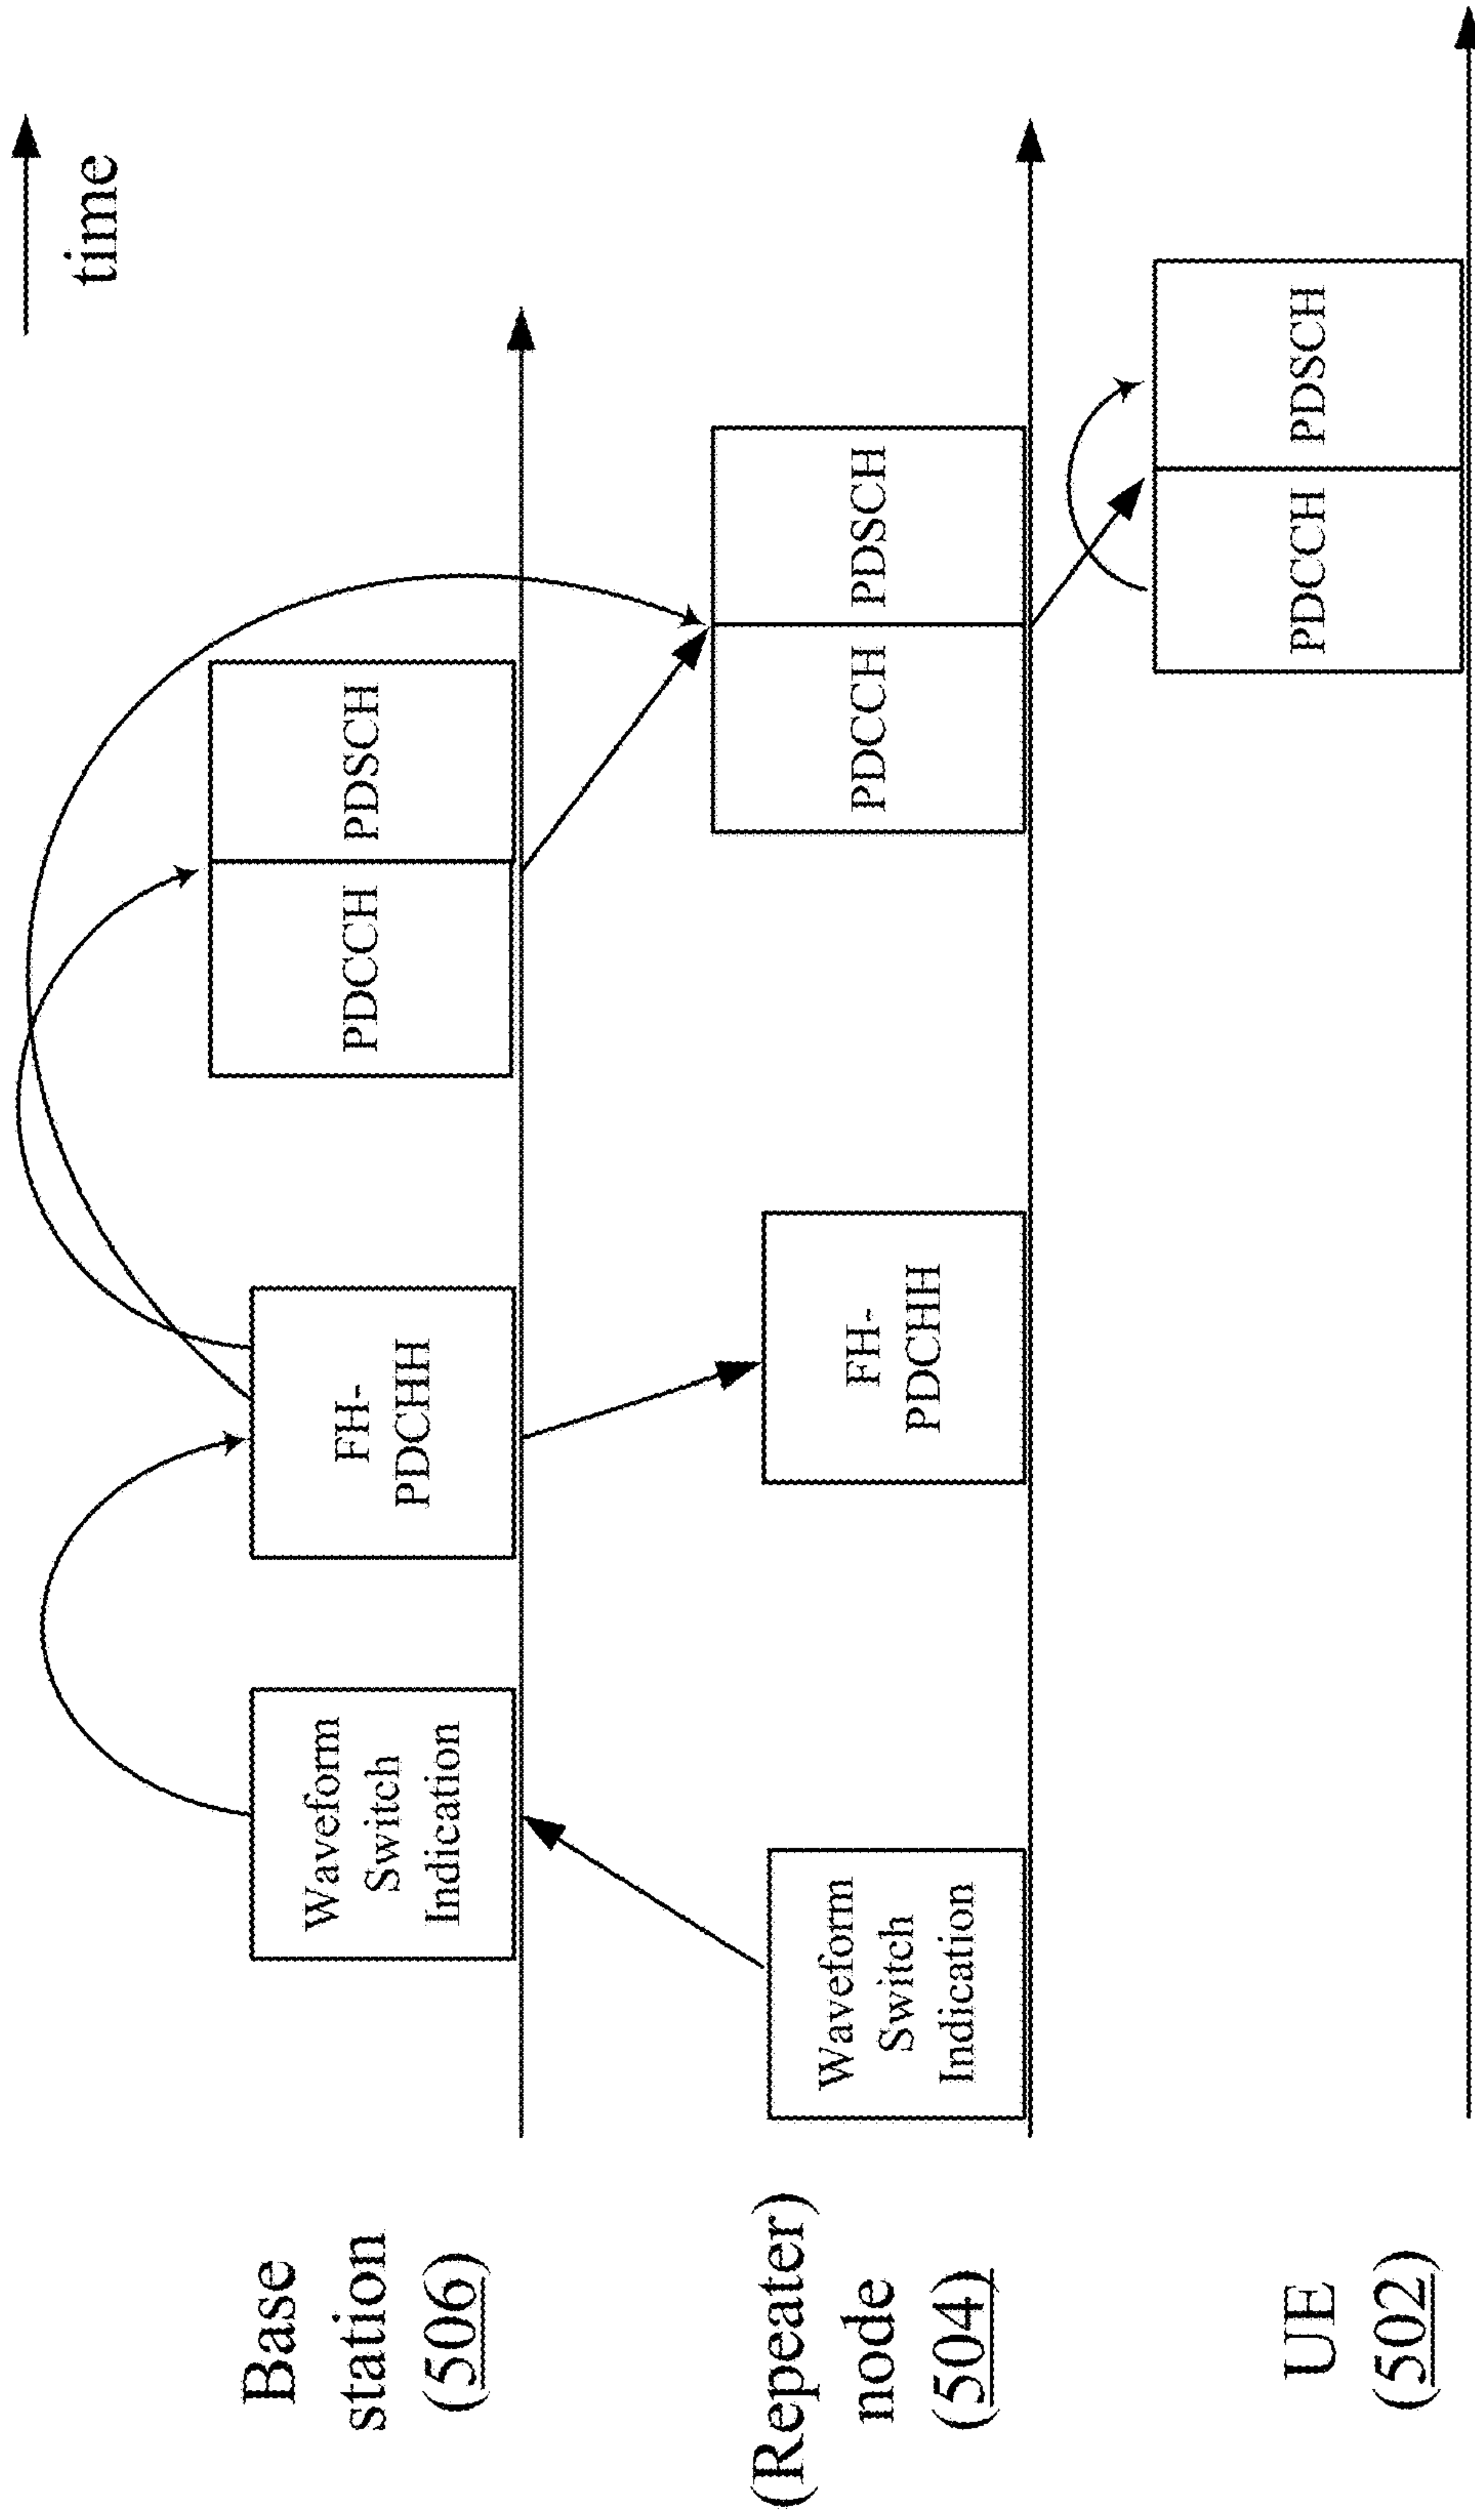 time
Base
station
(506)
Waveform
Switch
Indication
FH-
PDCHH
PDCCH
PDSCH
(Repeater)
node
(504)
Waveform
Switch
Indication
FH-
PDCHH
PDCCH
PDSCH
UE
(502)
PDCCH
PDSCH